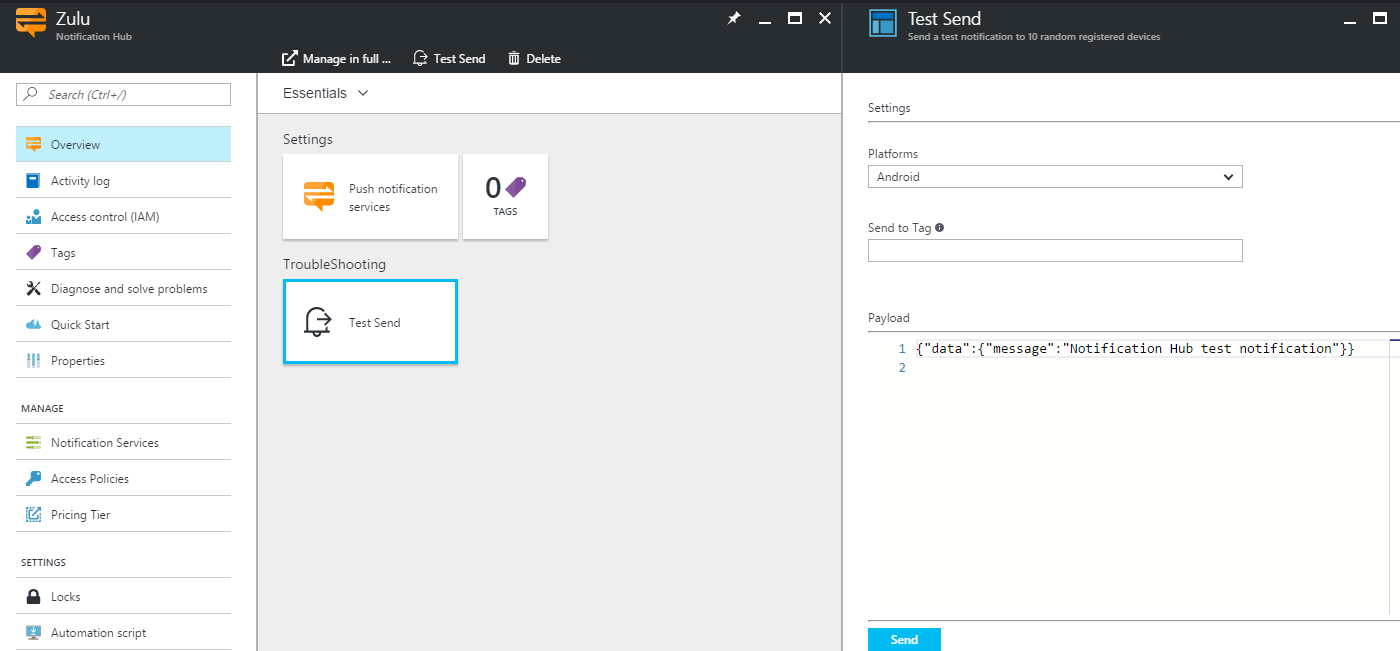 Zulu
Notification Hub
Manage in full ...
Test Send
Delete
Search (Ctrl+/)
Overview
Activity log
Access control (IAM)
Tags
Diagnose and solve problems
Quick Start
Properties
MANAGE
Notification Services
Access Policies
Pricing Tier
SETTINGS
Locks
Automation script
Essentials
Settings
Push notification
services
0
TAGS
TroubleShooting
Test Send
Test Send
Send a test notification to 10 random registered devices
Settings
Platforms
Android
Send to Tag
Payload
1 {"data":{"message":"Notification Hub test notification"}}
2
Send